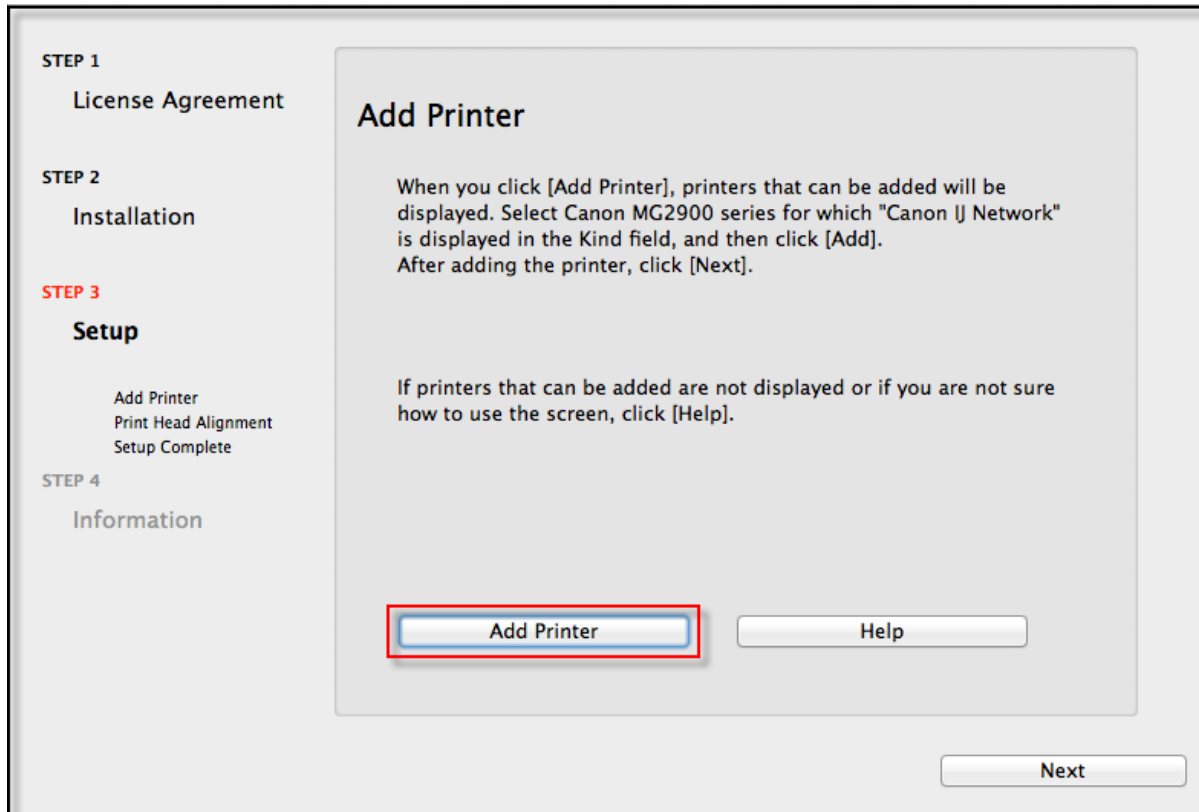 STEP 1
License Agreement
STEP 2
Installation
STEP 3
Setup
Add Printer
Print Head Alignment
Setup Complete
STEP 4
Information
Add Printer
When you click [Add Printer], printers that can be added will be
displayed. Select Canon MG2900 series for which "Canon IJ Network"
is displayed in the Kind field, and then click [Add].
After adding the printer, click [Next].
If printers that can be added are not displayed or if you are not sure
how to use the screen, click [Help].
Add Printer
Help
Next